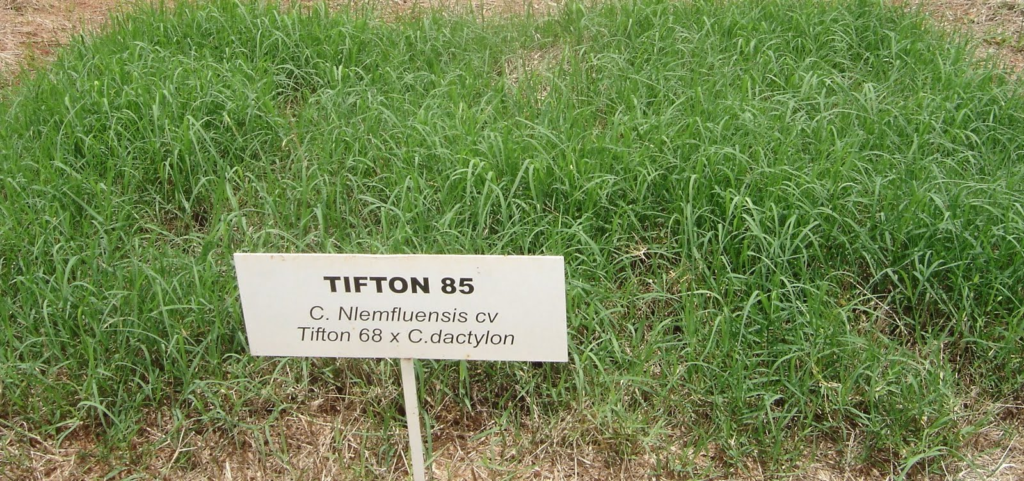 TIFTON 85
C. Nlemfluensis cv
Tifton 68 x C.dactylon